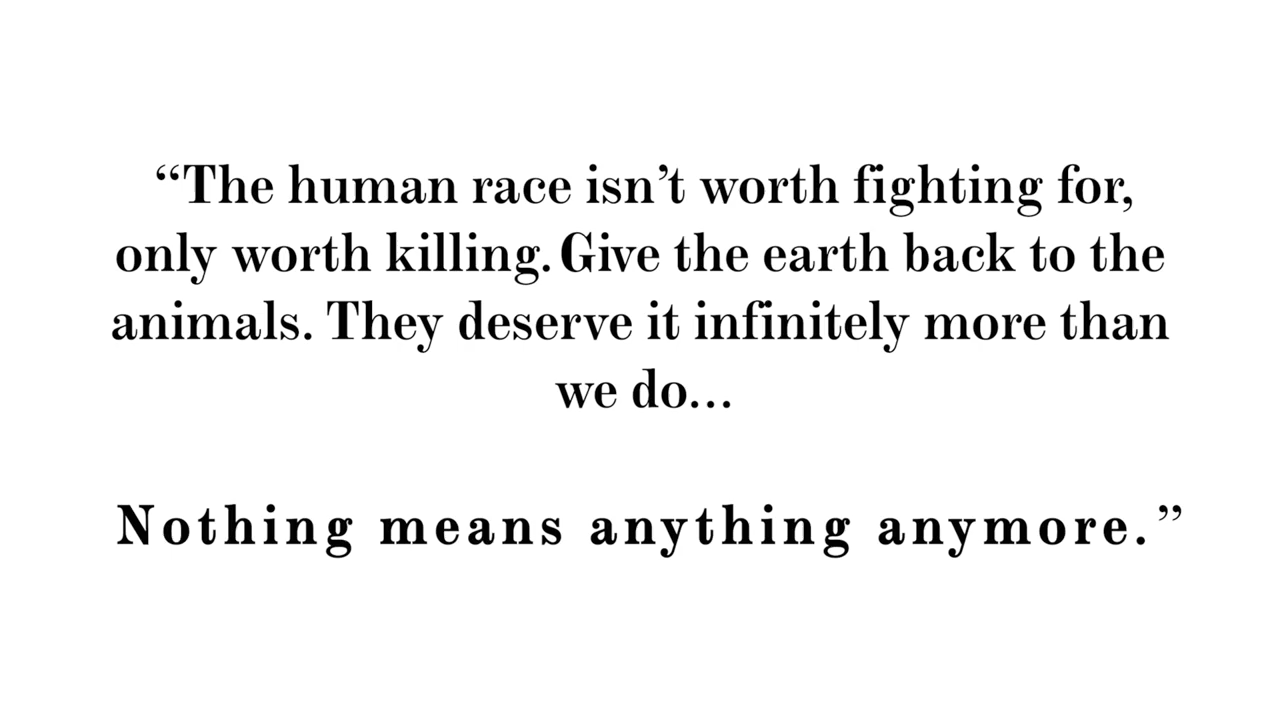 “The human race isn’t worth fighting for,
only worth killing. Give the earth back to the
animals. They deserve it infinitely more than
we do…
Nothing means anything anymore.”